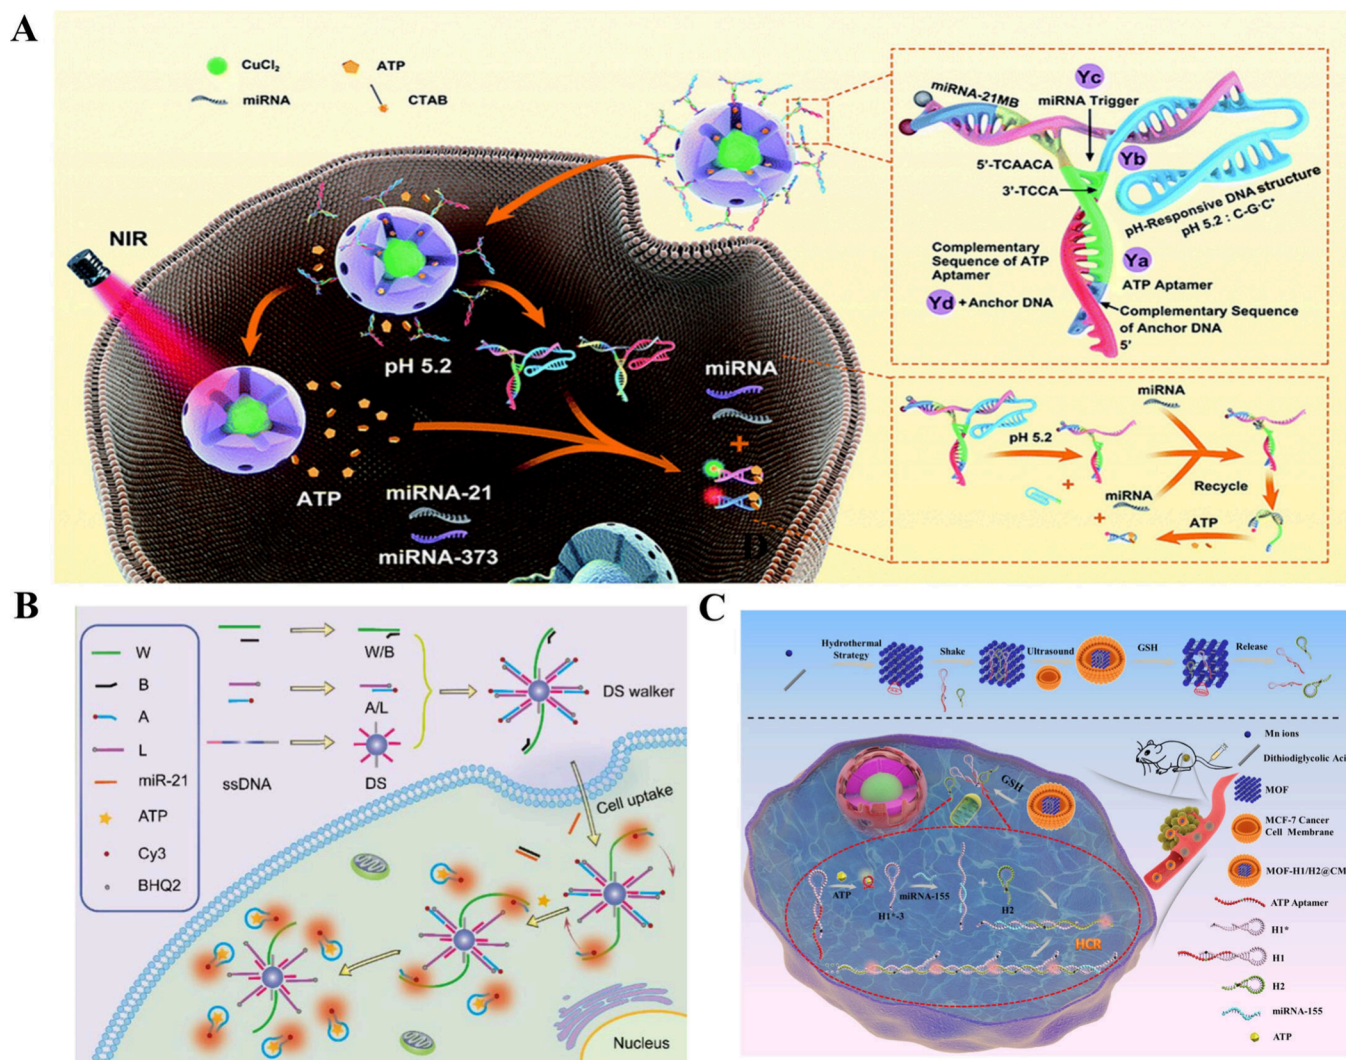 A
CuCl₂
ATP
miRNA
CTAB
NIR
pH 5.2
ATP
miRNA-21
miRNA-373
miRNA
+
D
miRNA-21MB
Yc
miRNA Trigger
5'-TCAACA
Yb
3'-TCCA
pH-Responsive DNA structure
pH 5.2 : C-G·C⁺
Complementary
Sequence of ATP
Aptamer
Ya
ATP Aptamer
Yd + Anchor DNA
Complementary Sequence
of Anchor DNA
5'
miRNA
pH 5.2
+
miRNA
Recycle
+
ATP
B
W
B
A
L
miR-21
ATP
Cy3
BHQ2
W/B
A/L
ssDNA
DS
DS walker
Cell uptake
Nucleus
C
Hydrothermal
Strategy
Shake
Ultrasound
GSH
Release
Mn ions
Dithiodiglycolic Acid
MOF
MCF-7 Cancer
Cell Membrane
MOF-H1/H2@CM
ATP Aptamer
H1*
H1
H2
miRNA-155
ATP
GSH
ATP
miRNA-155
H1*-3
+
H2
HCR